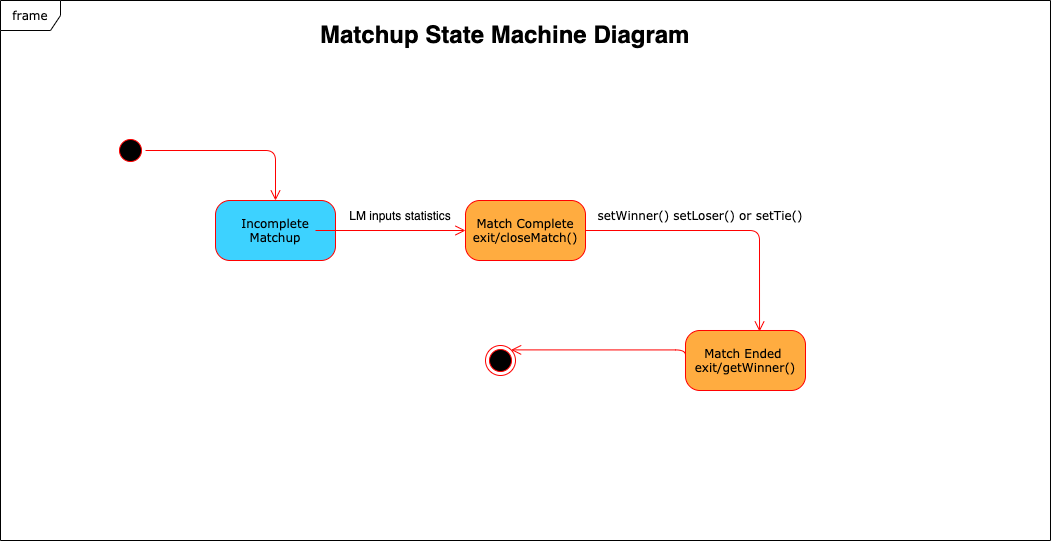 frame
Matchup State Machine Diagram
Incomplete
Matchup
LM inputs statistics
Match Complete
exit/closeMatch()
setWinner() setLoser() or setTie()
Match Ended
exit/getWinner()